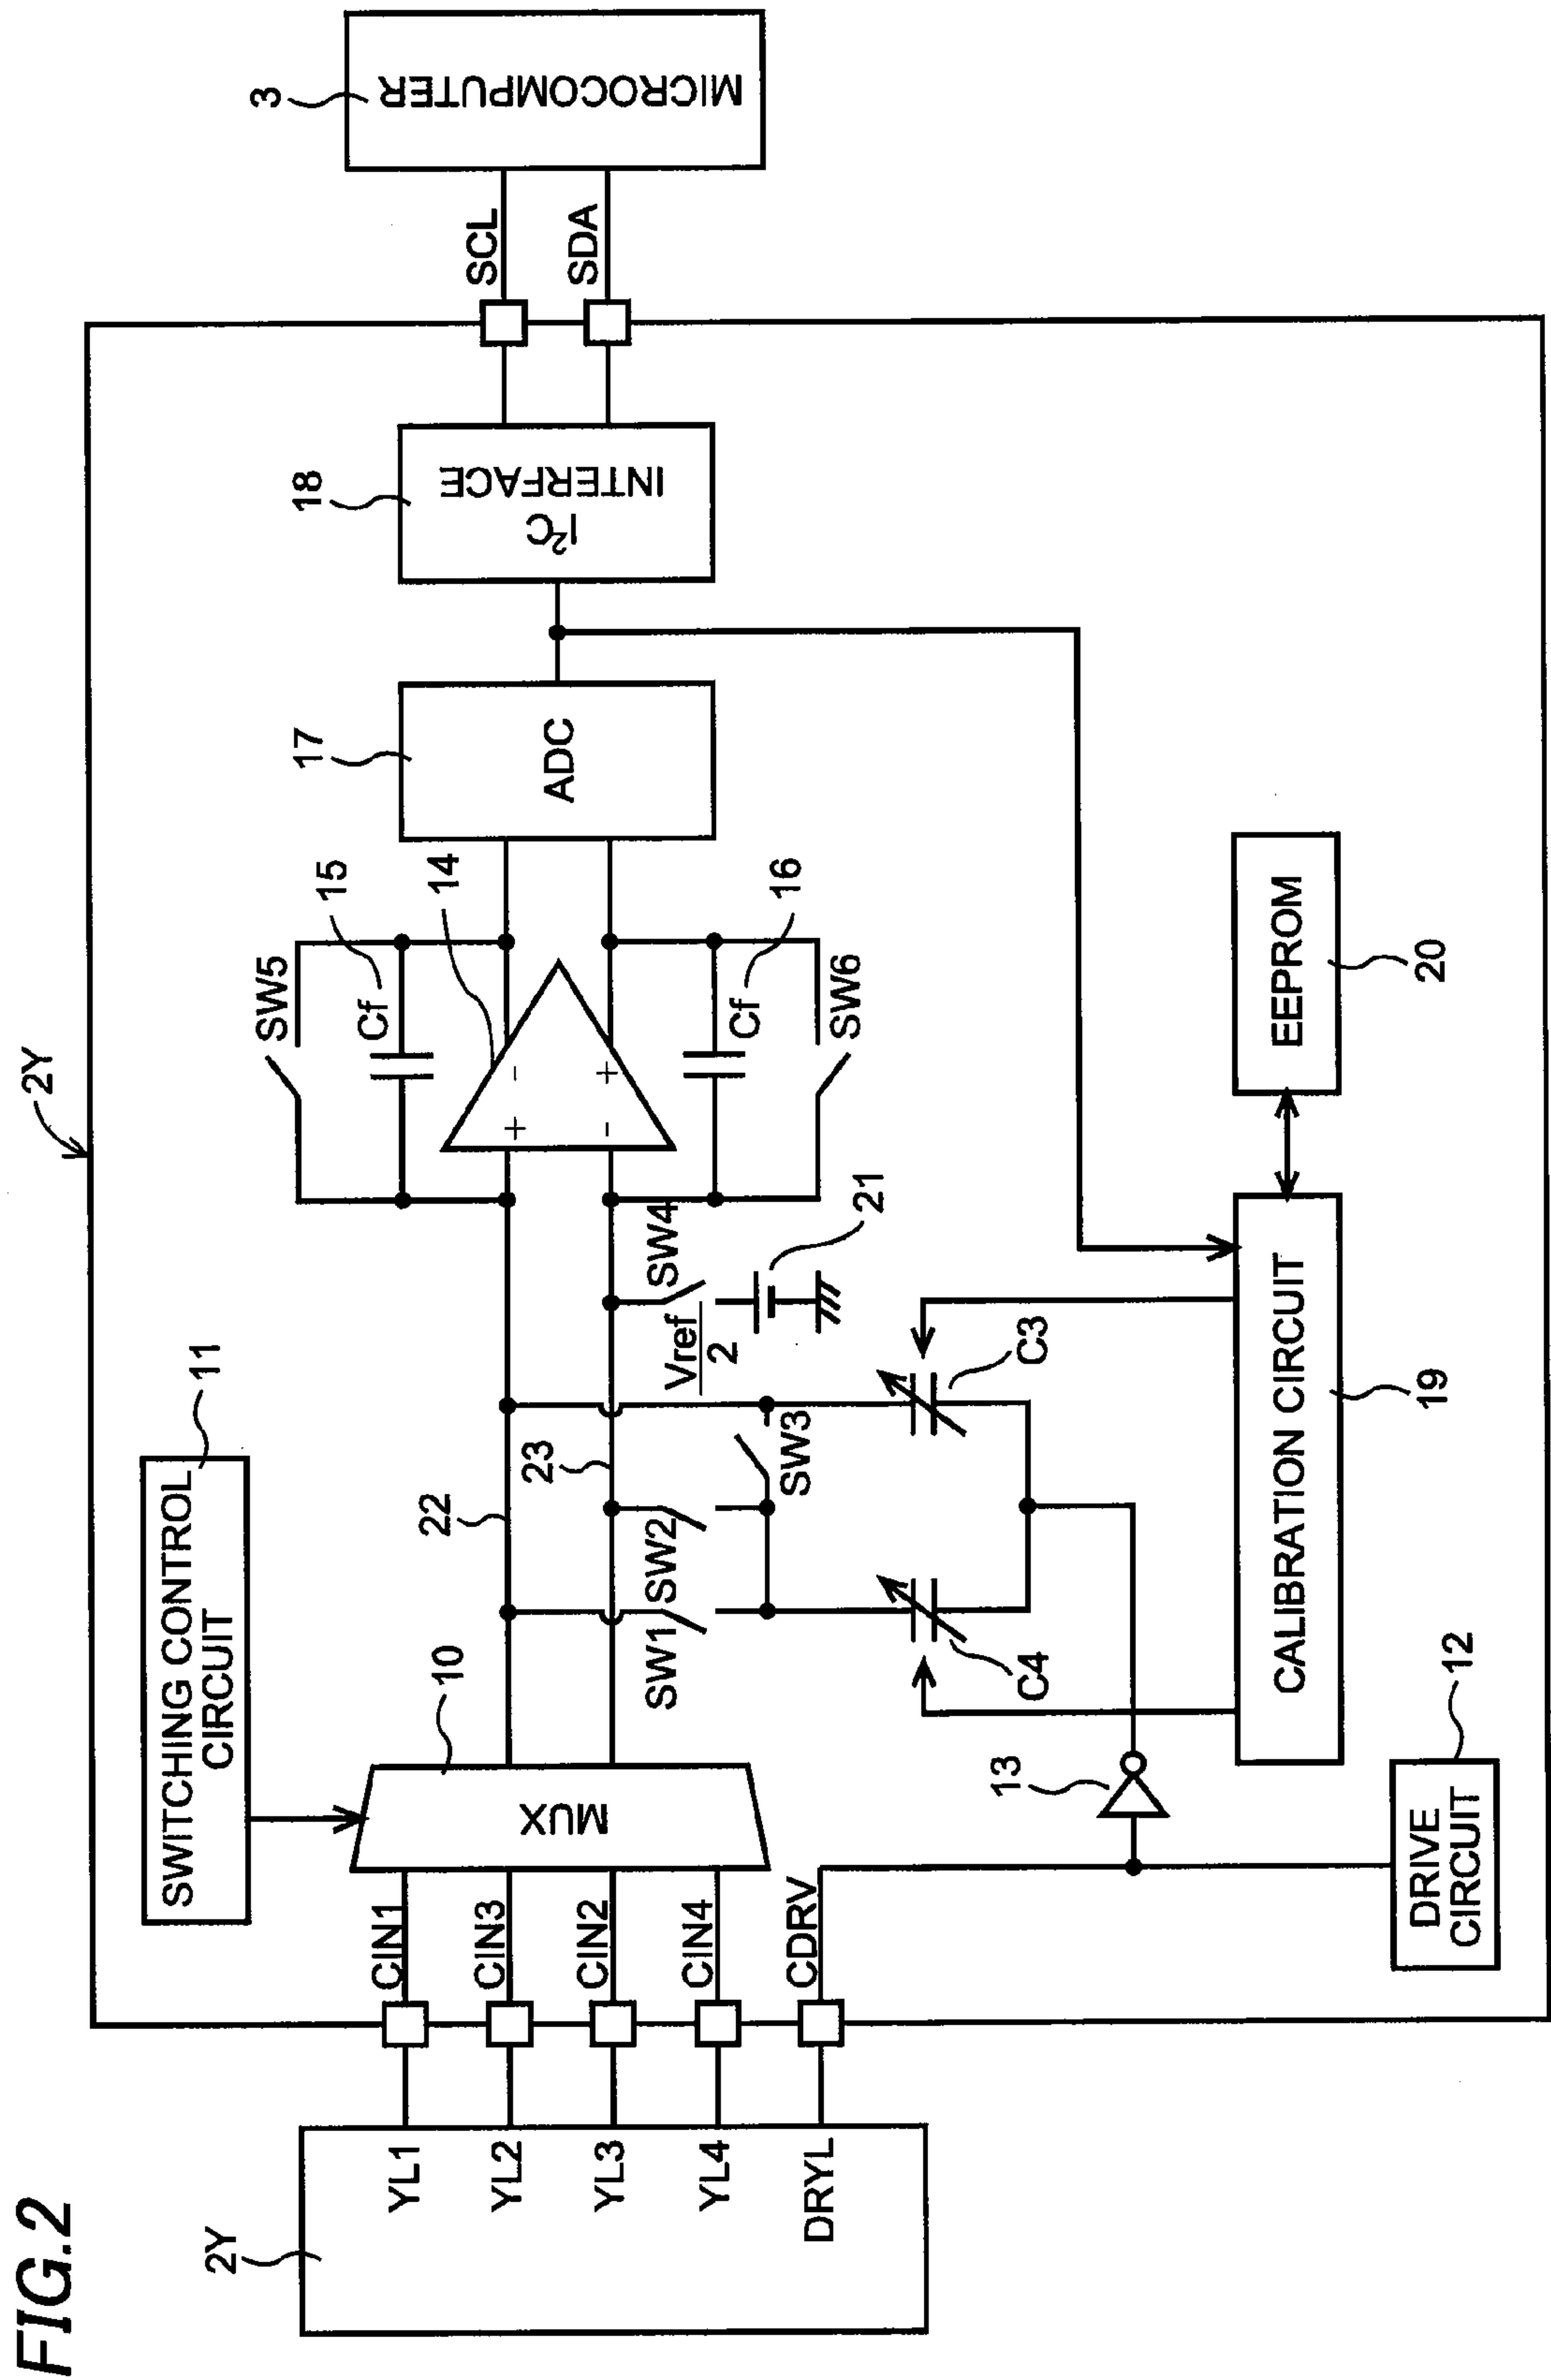 FIG.2
2Y
SWITCHING CONTROL
CIRCUIT
11
2Y
3
MICROCOMPUTER
SCL
SDA
18
I²C
INTERFACE
17
ADC
SW5
15
Cf
14
+
-
-
+
Cf
16
SW6
YL1
YL2
YL3
YL4
DRYL
CIN1
CIN3
CIN2
CIN4
CDRV
MUX
10
22
23
SW1
SW2
SW3
SW4
Vref
2
21
C4
C3
13
DRIVE
CIRCUIT
12
CALIBRATION CIRCUIT
19
EEPROM
20